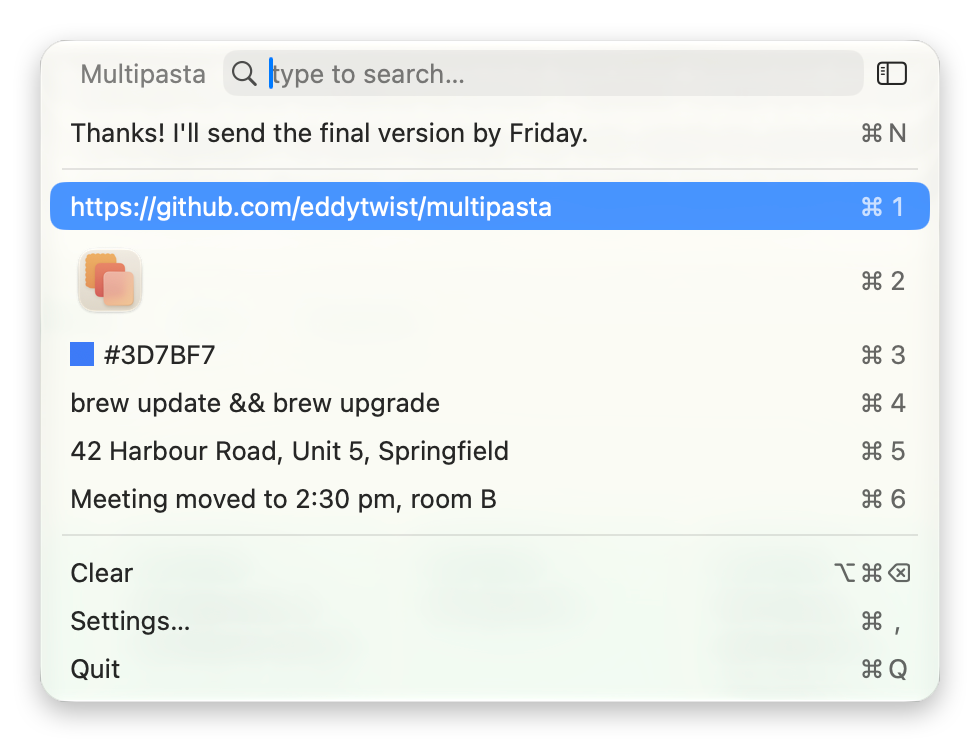 Multipasta type to search...
Thanks! I'll send the final version by Friday. ⌘ N
https://github.com/eddytwist/multipasta ⌘ 1
⌘ 2
#3D7BF7 ⌘ 3
brew update && brew upgrade ⌘ 4
42 Harbour Road, Unit 5, Springfield ⌘ 5
Meeting moved to 2:30 pm, room B ⌘ 6
Clear ⌥⌘⌫
Settings... ⌘ ,
Quit ⌘ Q